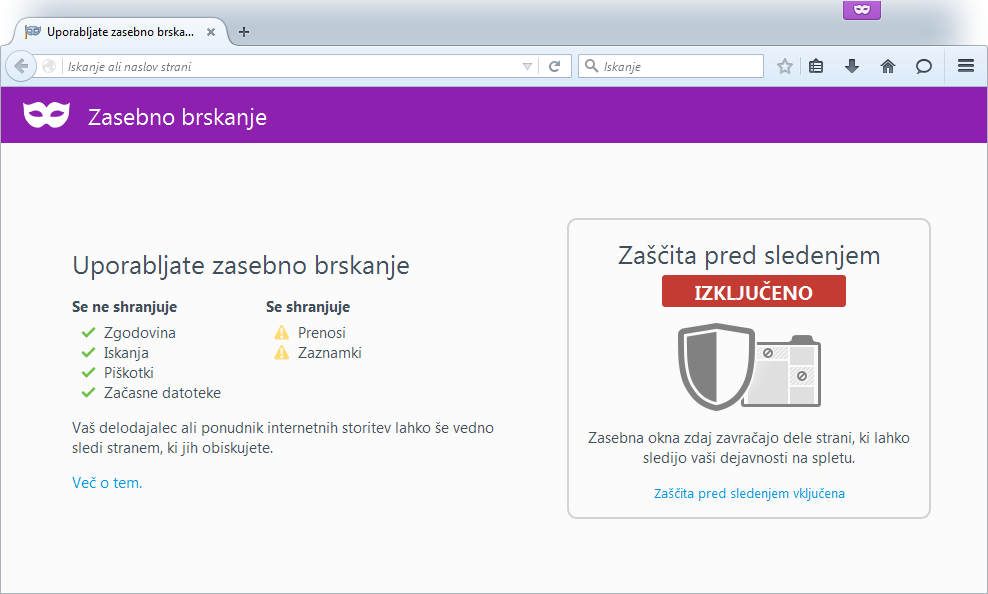 Uporabljate zasebno brska...
Iskanje ali naslov strani
Iskanje
Zasebno brskanje
Uporabljate zasebno brskanje
Se ne shranjuje
Zgodovina
Iskanja
Piškotki
Začasne datoteke
Se shranjuje
Prenosi
Zaznamki
Vaš delodajalec ali ponudnik internetnih storitev lahko še vedno
sledi stranem, ki jih obiskujete.
Več o tem.
Zaščita pred sledenjem
IZKLJUČENO
Zasebna okna zdaj zavračajo dele strani, ki lahko
sledijo vaši dejavnosti na spletu.
Zaščita pred sledenjem vključena